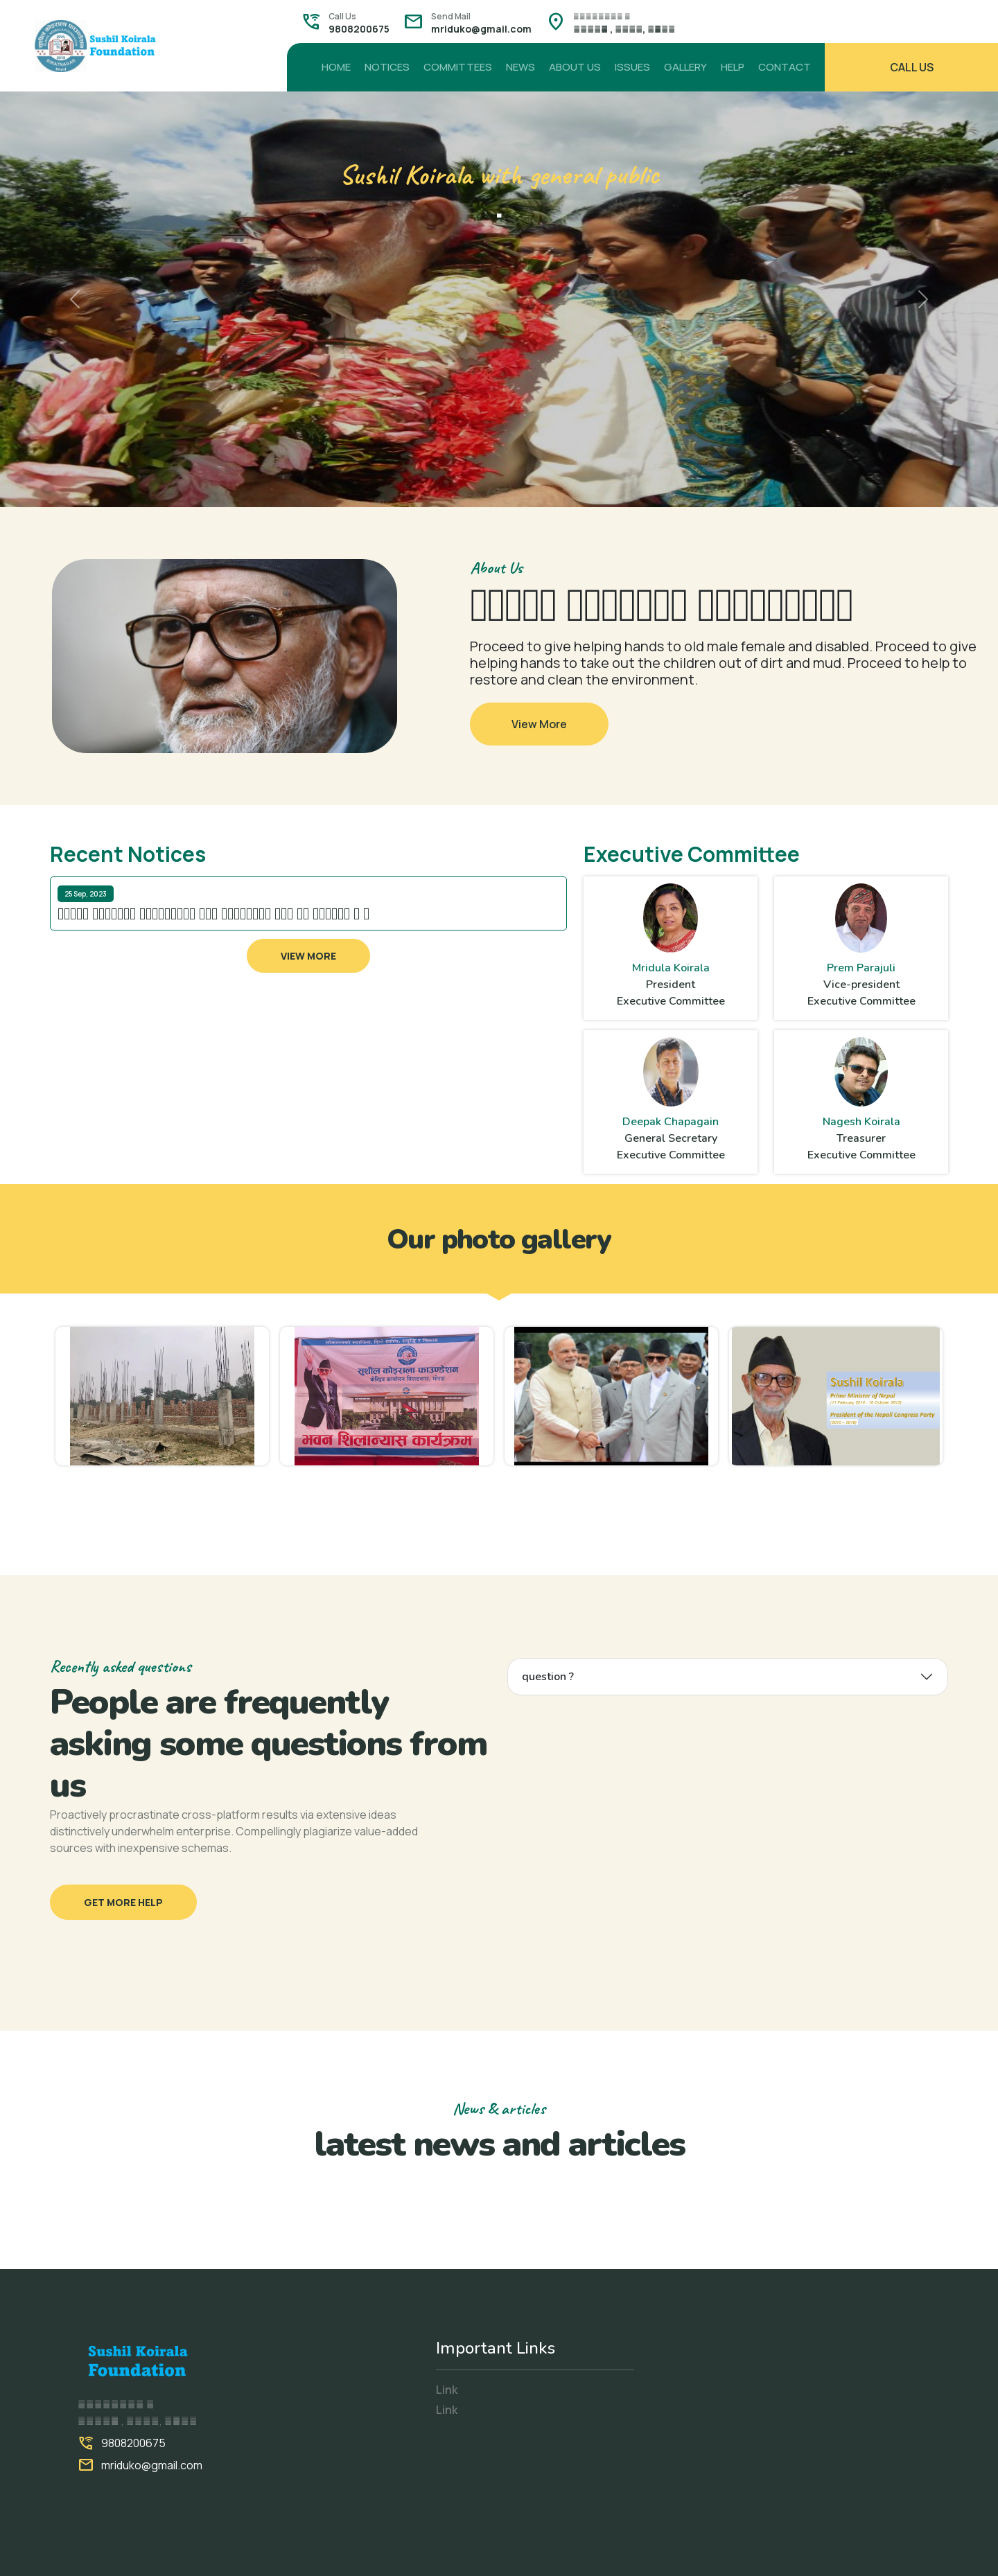 Call Us
9808200675
Send Mail
mriduko@gmail.com
Sushil Koirala
Foundation
HOME NOTICES COMMITTEES NEWS ABOUT US ISSUES GALLERY HELP CONTACT CALL US
Sushil Koirala with general public
About Us
Proceed to give helping hands to old male female and disabled. Proceed to give
helping hands to take out the children out of dirt and mud. Proceed to help to
restore and clean the environment.
View More
Recent Notices
25 Sep, 2023
VIEW MORE
Executive Committee
Mridula Koirala
President
Executive Committee
Prem Parajuli
Vice-president
Executive Committee
Deepak Chapagain
General Secretary
Executive Committee
Nagesh Koirala
Treasurer
Executive Committee
Our photo gallery
सुशील कोइराला फाउण्डेशन
भवन शिलान्यास कार्यक्रम
Sushil Koirala
Prime Minister of Nepal
President of the Nepali Congress Party
Recently asked questions
People are frequently
asking some questions from
us
Proactively procrastinate cross-platform results via extensive ideas
distinctively underwhelm enterprise. Compellingly plagiarize value-added
sources with inexpensive schemas.
GET MORE HELP
question ?
News & articles
latest news and articles
Sushil Koirala
Foundation
9808200675
mriduko@gmail.com
Important Links
Link
Link